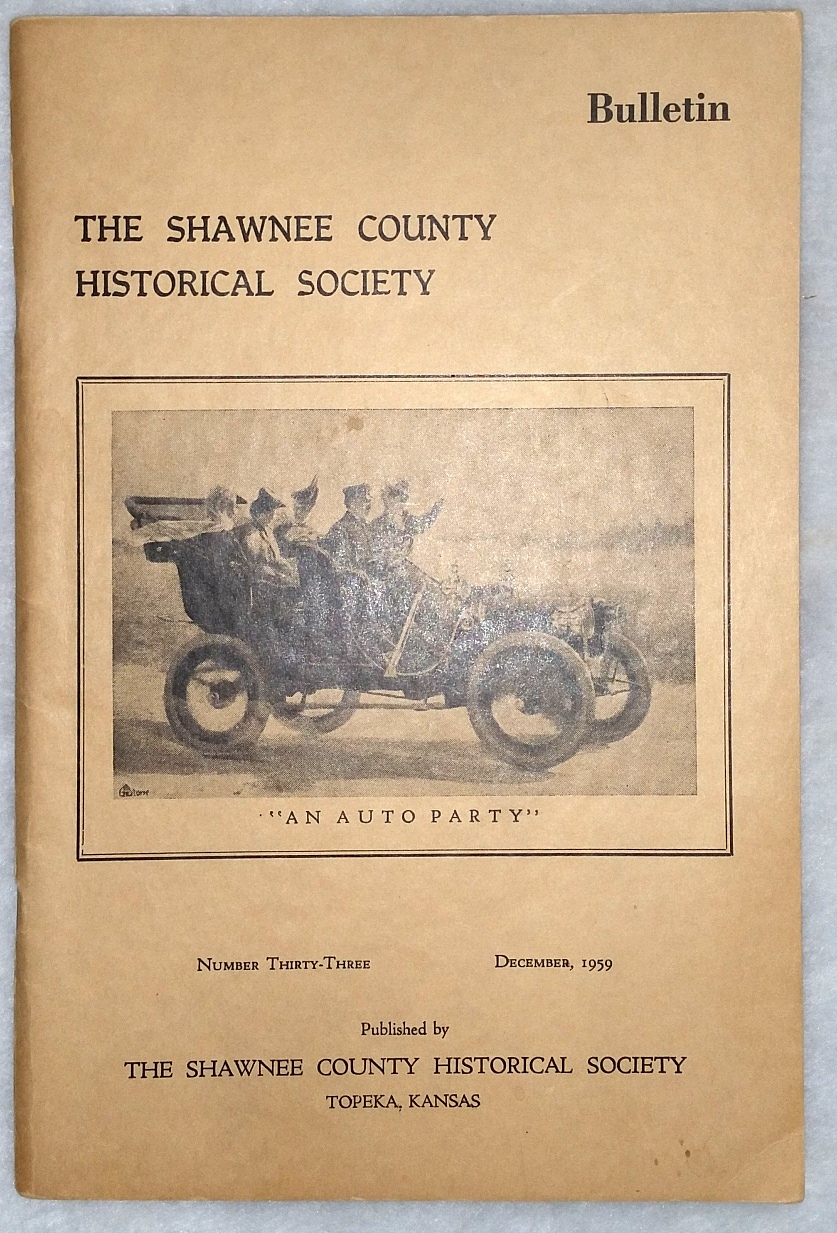 Bulletin
THE SHAWNEE COUNTY
HISTORICAL SOCIETY
"AN AUTO PARTY"
NUMBER THIRTY-THREE
DECEMBER, 1959
Published by
THE SHAWNEE COUNTY HISTORICAL SOCIETY
TOPEKA, KANSAS